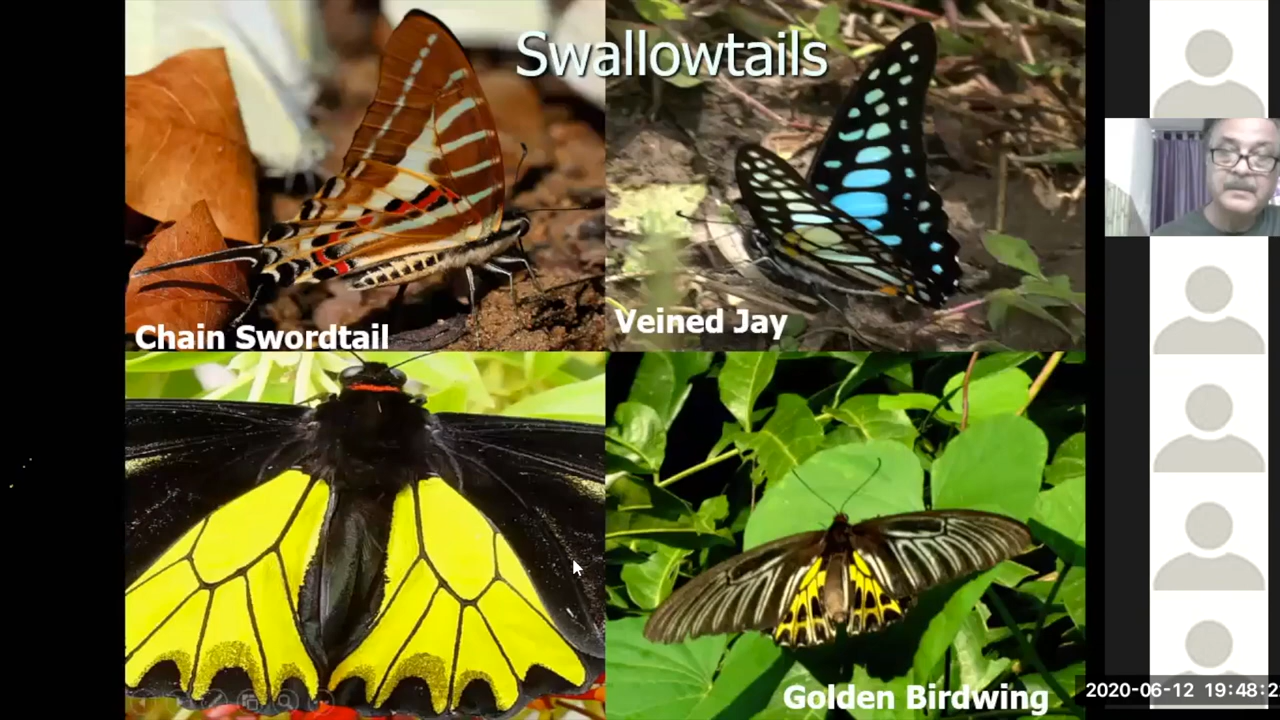 Swallowtails
Chain Swordtail
Veined Jay
Golden Birdwing
2020-06-12 19:48:2